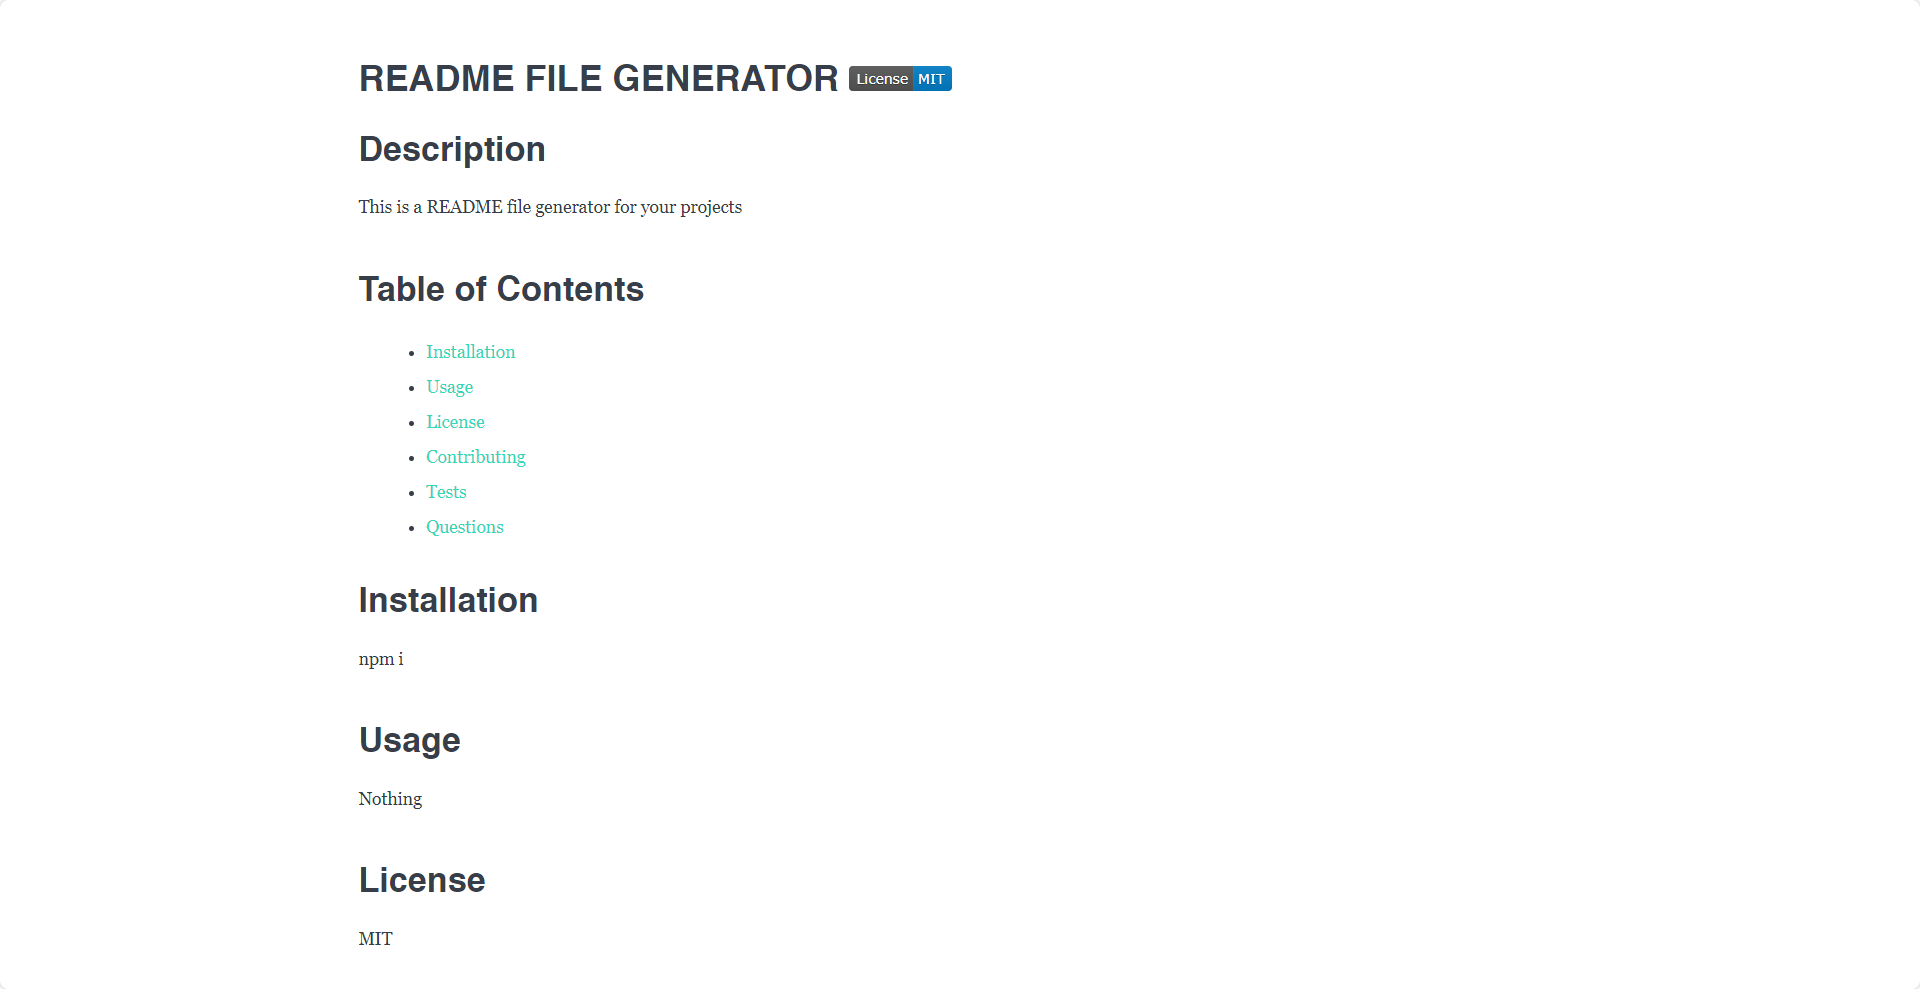 README FILE GENERATOR License MIT
Description
This is a README file generator for your projects
Table of Contents
Installation
Usage
License
Contributing
Tests
Questions
Installation
npm i
Usage
Nothing
License
MIT